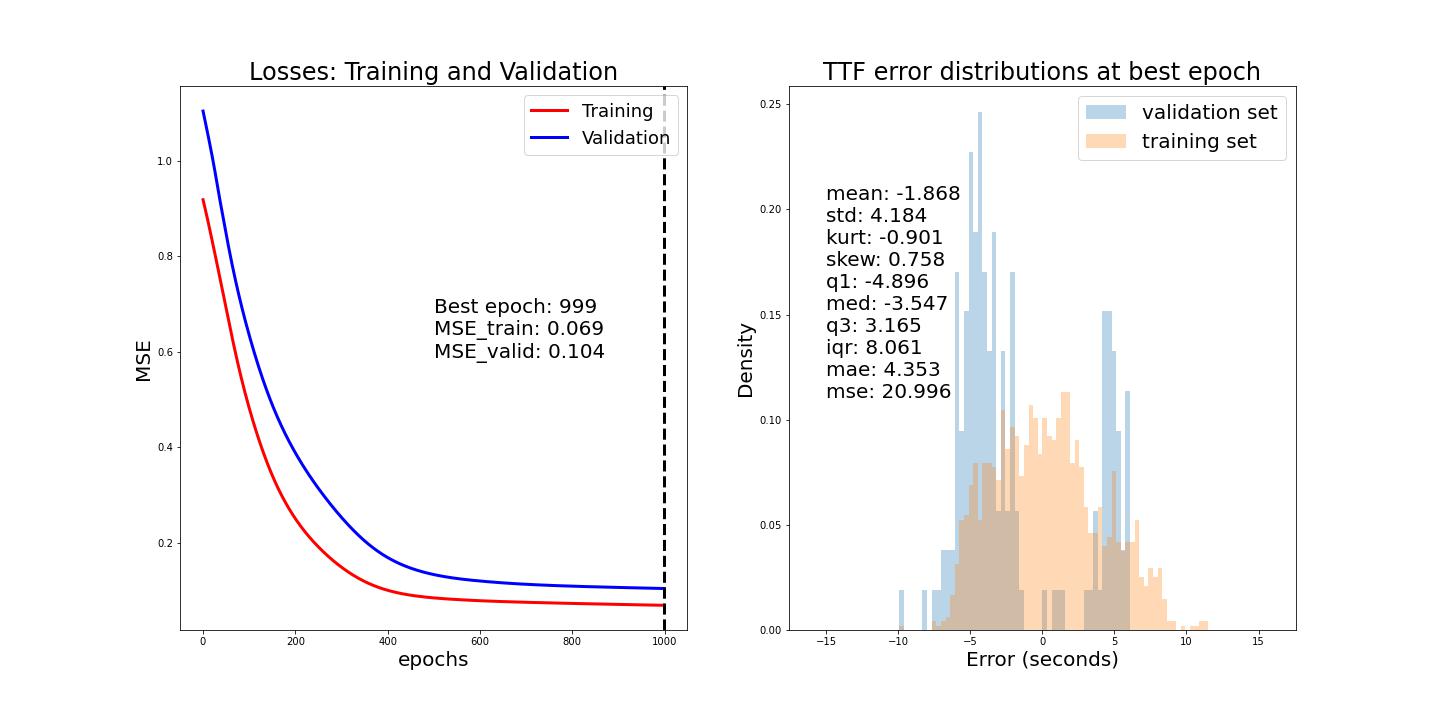 Losses: Training and Validation
1.0
0.8
0.6
0.4
0.2
MSE
Training
Validation
Best epoch: 999
MSE_train: 0.069
MSE_valid: 0.104
0
200
400
600
800
1000
epochs
TTF error distributions at best epoch
0.25
0.20
0.15
0.10
0.05
0.00
Density
validation set
training set
mean: -1.868
std: 4.184
kurt: -0.901
skew: 0.758
q1: -4.896
med: -3.547
q3: 3.165
iqr: 8.061
mae: 4.353
mse: 20.996
−15
−10
−5
0
5
10
15
Error (seconds)